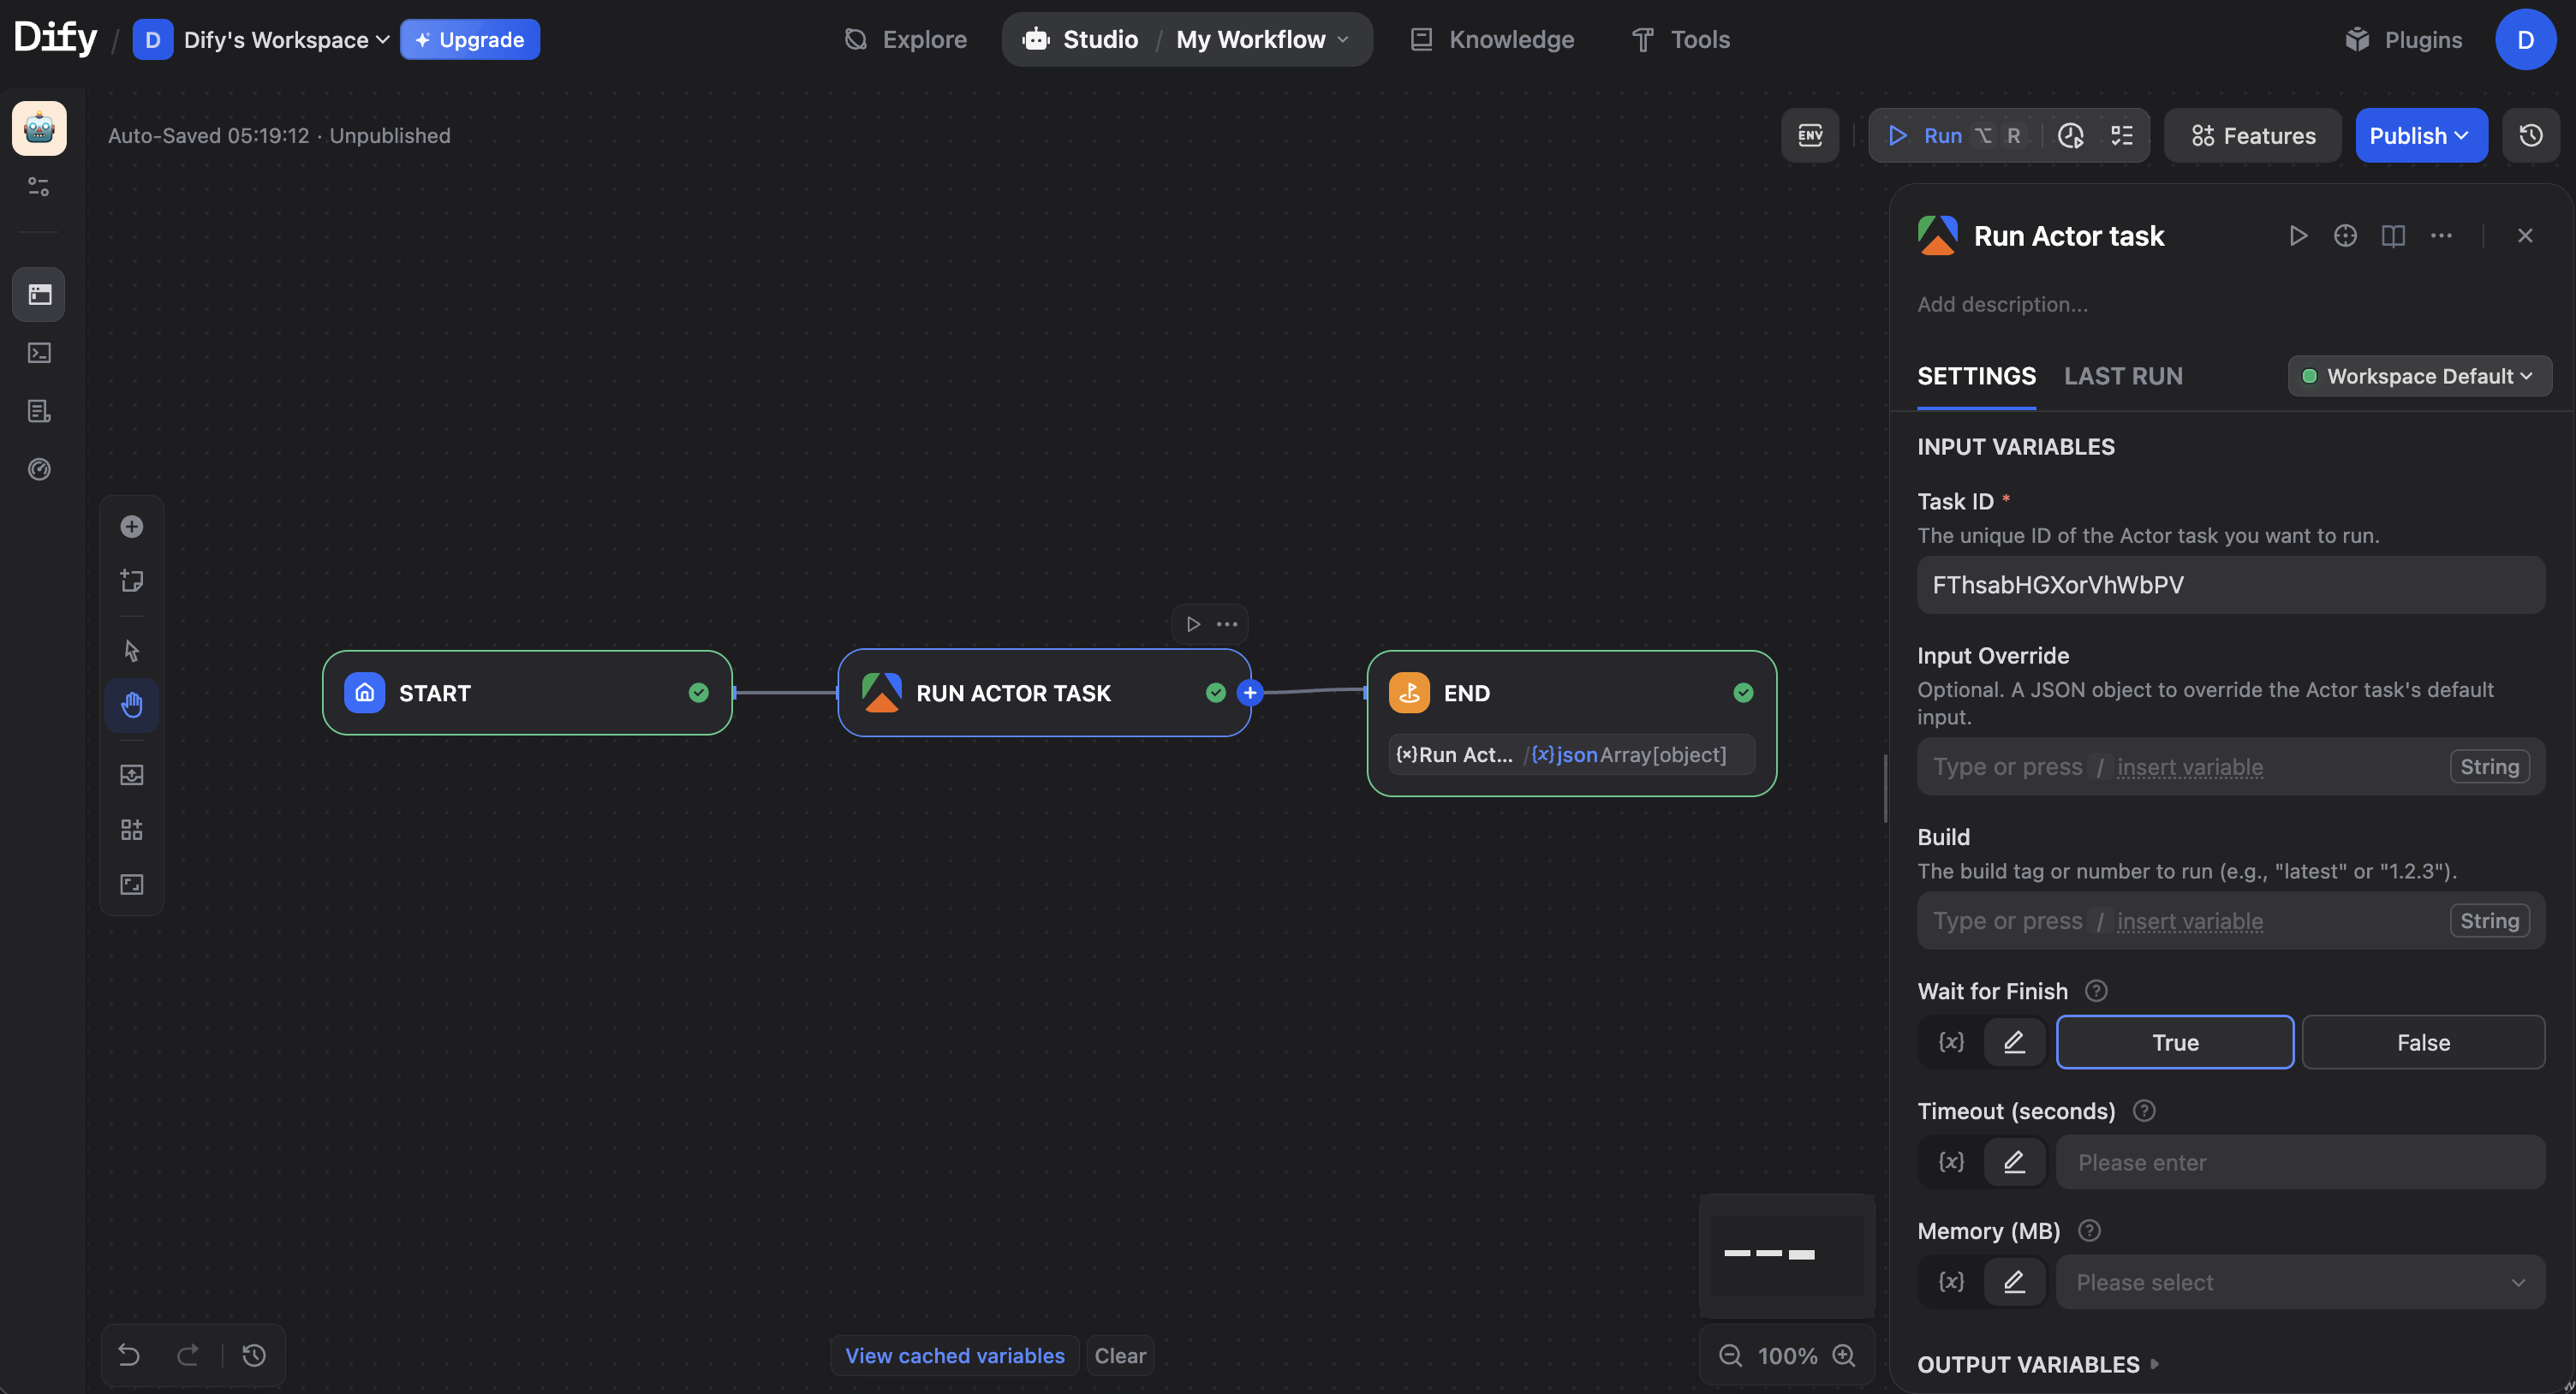 Dify / D Dify's Workspace Upgrade Explore Studio / My Workflow Knowledge Tools Plugins D
Auto-Saved 05:19:12 · Unpublished
ENV Run ⌥ R Features Publish
Run Actor task
Add description...
SETTINGS LAST RUN Workspace Default
INPUT VARIABLES
Task ID *
The unique ID of the Actor task you want to run.
FThsabHGXorVhWbPV
Input Override
Optional. A JSON object to override the Actor task's default
input.
Type or press / insert variable String
Build
The build tag or number to run (e.g., "latest" or "1.2.3").
Type or press / insert variable String
Wait for Finish
{x} True False
Timeout (seconds)
{x} Please enter
Memory (MB)
{x} Please select
OUTPUT VARIABLES
START
RUN ACTOR TASK
END
{x}Run Act... /{x}jsonArray[object]
View cached variables Clear
100%